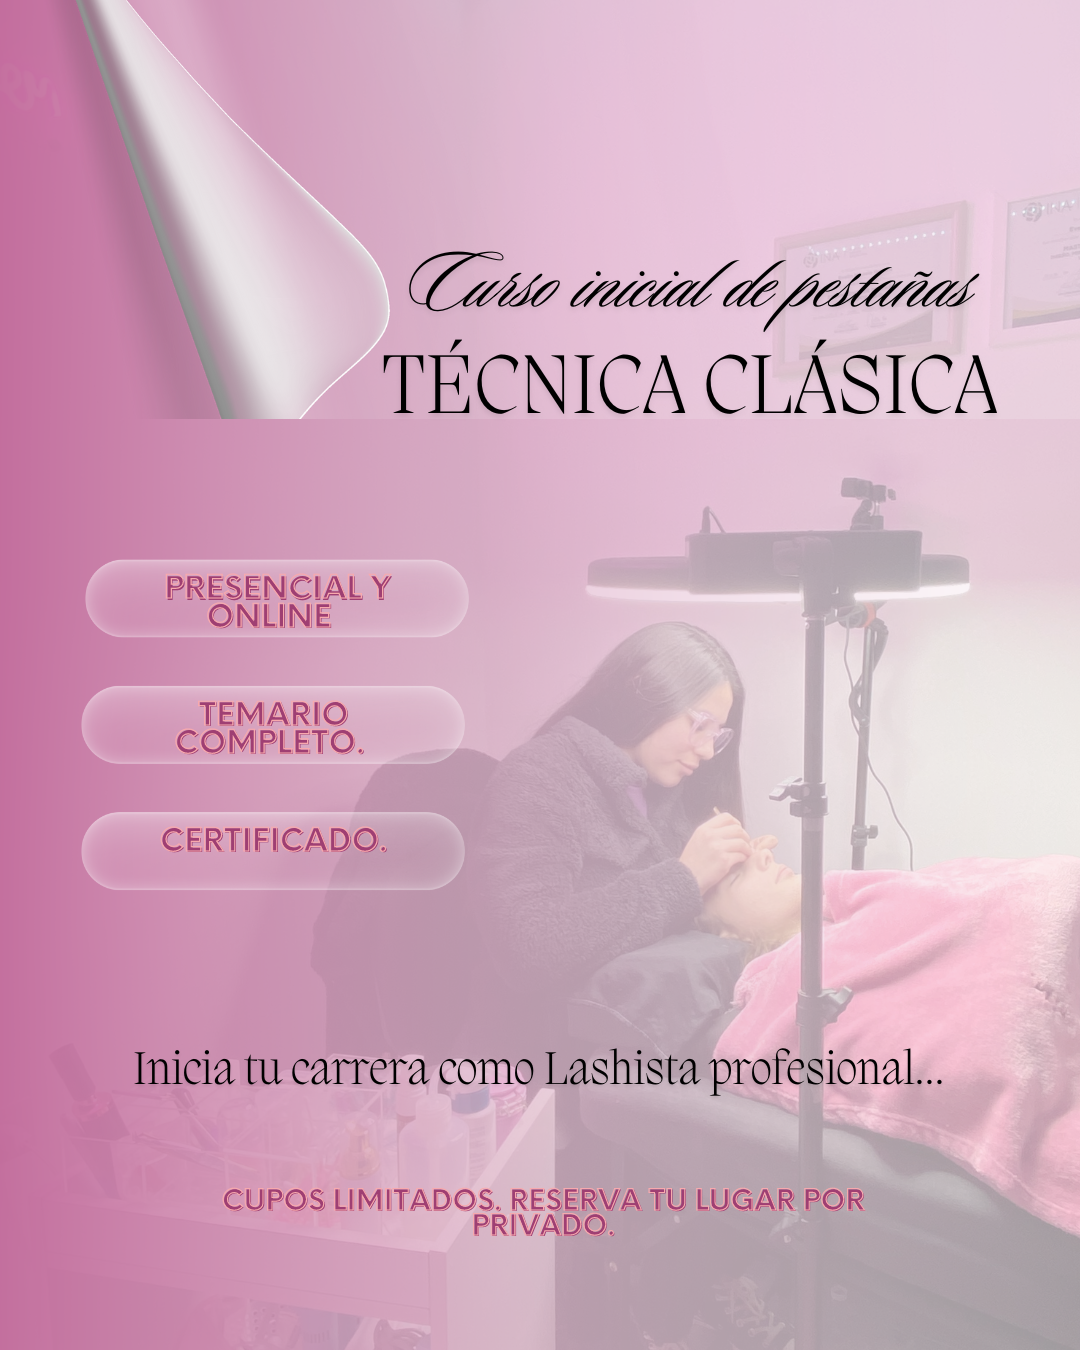 Curso inicial de pestañas
TÉCNICA CLÁSICA
PRESENCIAL Y
ONLINE
TEMARIO
COMPLETO.
CERTIFICADO.
Inicia tu carrera como Lashista profesional...
CUPOS LIMITADOS. RESERVA TU LUGAR POR
PRIVADO.